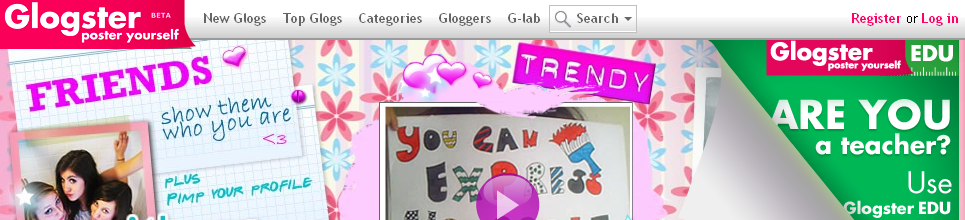 Glogster BETA
poster yourself
New Glogs Top Glogs Categories Gloggers G-lab Search
Register or Log in
FRIENDS
show them
who you are
<3
PLUS
PIMP YOUR PROFILE
TRENDY
YOU CAN
Glogster EDU
poster yourself
ARE YOU
a teacher?
Use
Glogster EDU